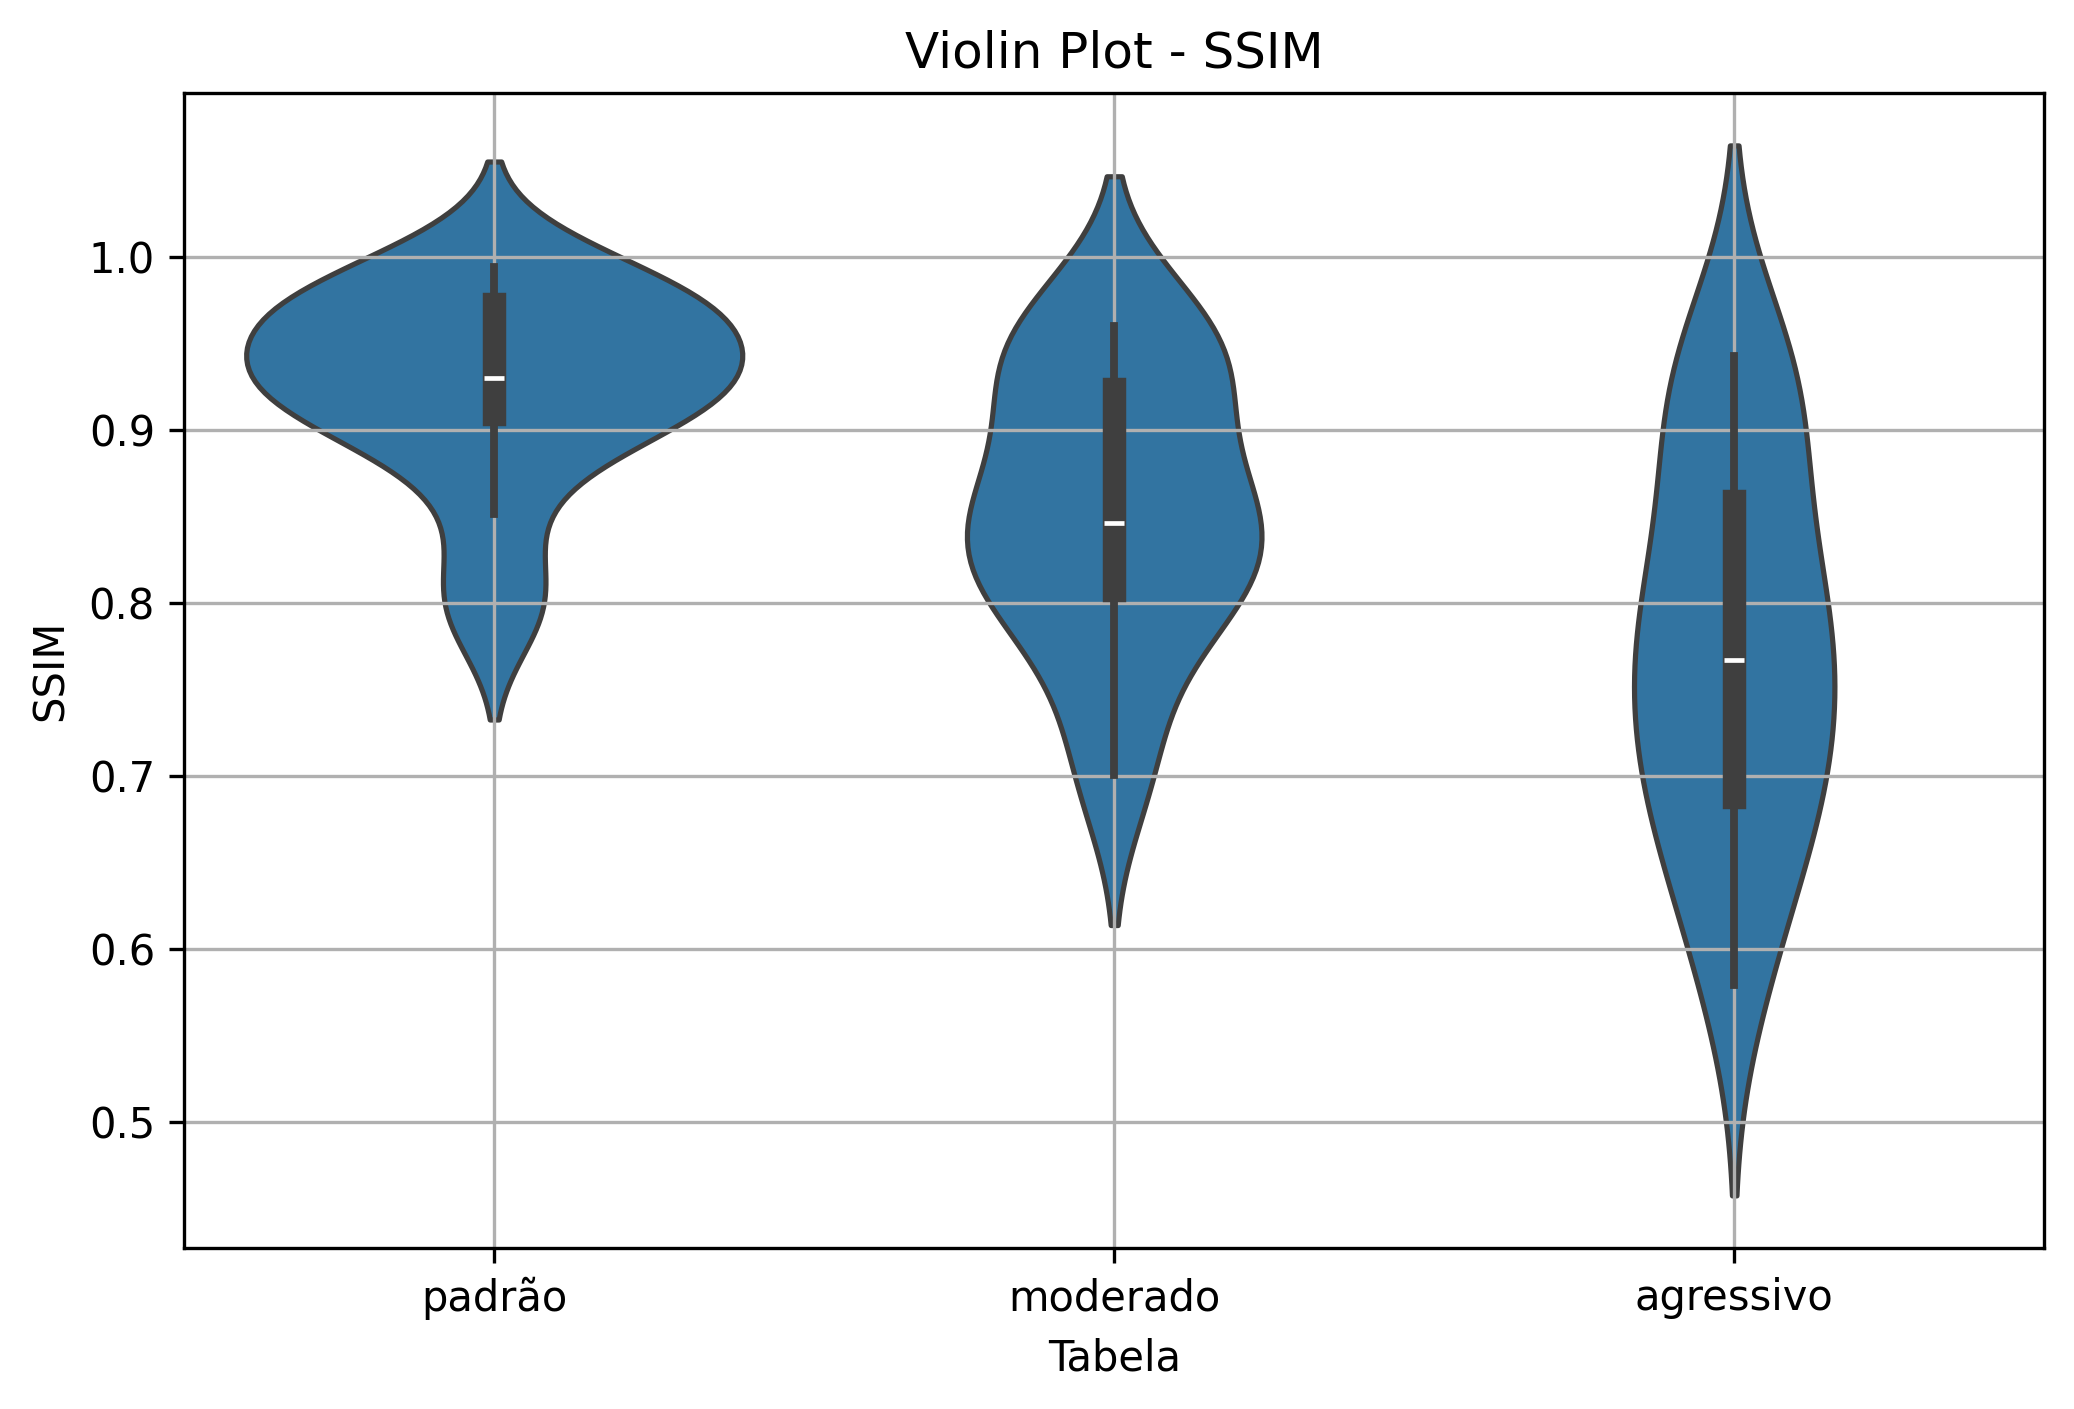 Violin Plot - SSIM
SSIM
1.0
0.9
0.8
0.7
0.6
0.5
padrão
moderado
agressivo
Tabela